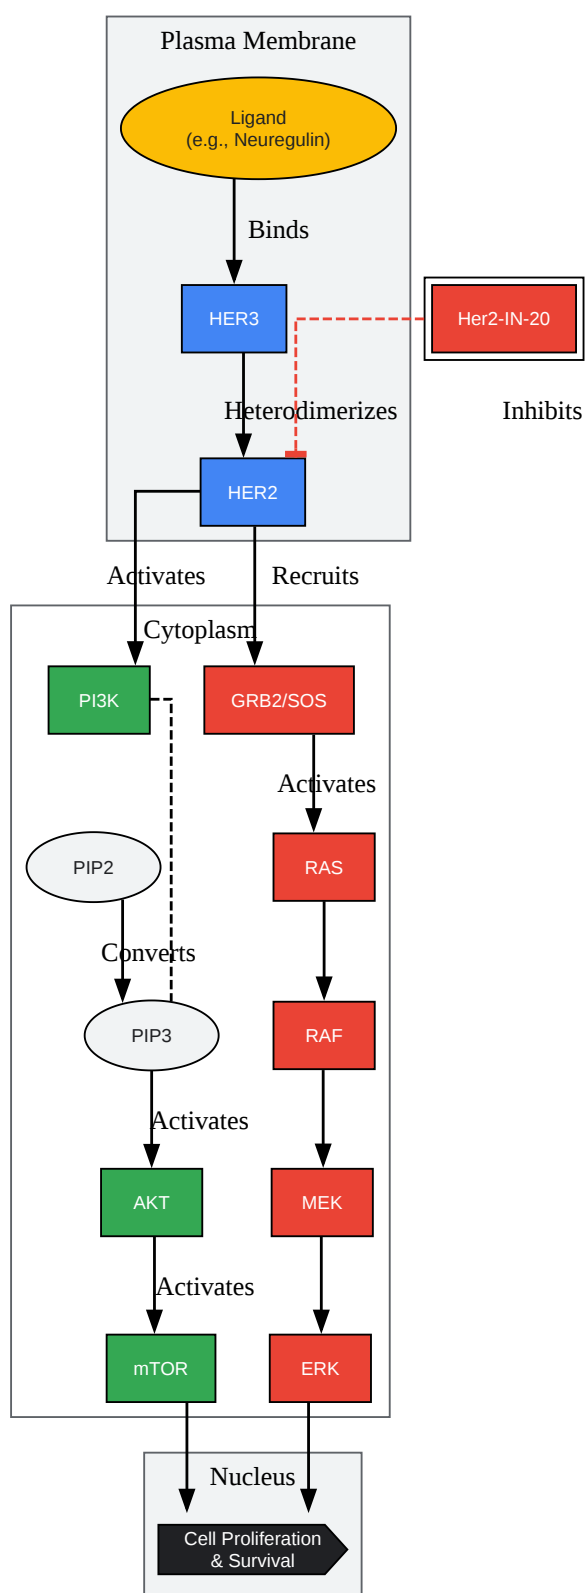 Plasma Membrane
Ligand
(e.g., Neuregulin)
Binds
HER3
Her2-IN-20
Heterodimerizes
Inhibits
HER2
Activates
Recruits
Cytoplasm
PI3K
GRB2/SOS
Activates
PIP2
RAS
Converts
PIP3
RAF
Activates
AKT
MEK
Activates
mTOR
ERK
Nucleus
Cell Proliferation
& Survival